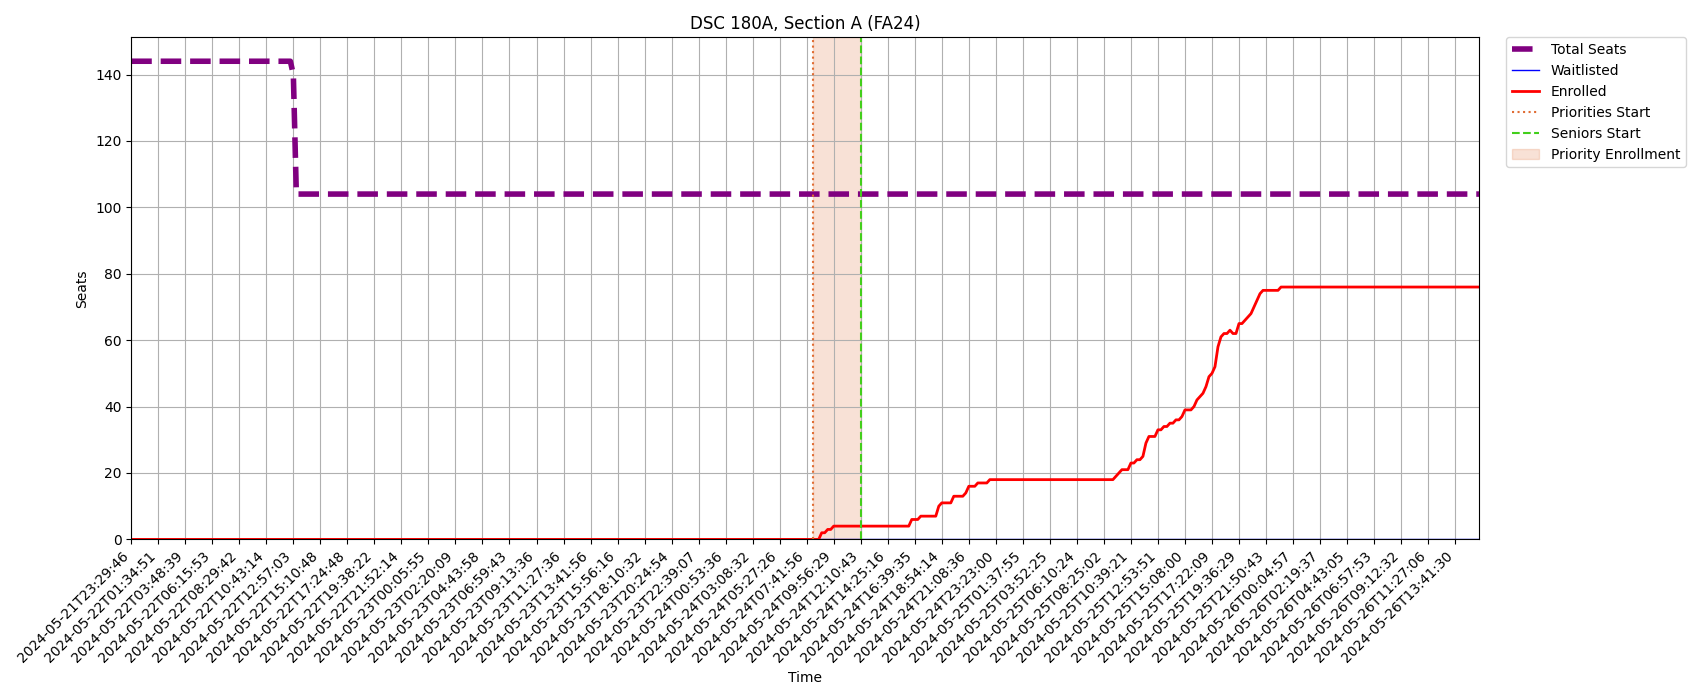 DSC 180A, Section A (FA24)
Total Seats
Waitlisted
Enrolled
Priorities Start
Seniors Start
Priority Enrollment
Seats
140
120
100
80
60
40
20
0
2024-05-21T23:29:46
2024-05-22T01:34:51
2024-05-22T03:48:39
2024-05-22T06:15:53
2024-05-22T08:29:42
2024-05-22T10:43:14
2024-05-22T12:57:03
2024-05-22T15:10:48
2024-05-22T17:24:48
2024-05-22T19:38:22
2024-05-22T21:52:14
2024-05-23T00:05:55
2024-05-23T02:20:09
2024-05-23T04:43:58
2024-05-23T06:59:43
2024-05-23T09:13:36
2024-05-23T11:27:36
2024-05-23T13:41:56
2024-05-23T15:56:16
2024-05-23T18:10:32
2024-05-23T20:24:54
2024-05-23T22:39:07
2024-05-24T00:53:36
2024-05-24T03:08:32
2024-05-24T05:27:26
2024-05-24T07:41:56
2024-05-24T09:56:29
2024-05-24T12:10:43
2024-05-24T14:25:16
2024-05-24T16:39:35
2024-05-24T18:54:14
2024-05-24T21:08:36
2024-05-24T23:23:00
2024-05-25T01:37:55
2024-05-25T03:52:25
2024-05-25T06:10:24
2024-05-25T08:25:02
2024-05-25T10:39:21
2024-05-25T12:53:51
2024-05-25T15:08:00
2024-05-25T17:22:09
2024-05-25T19:36:29
2024-05-25T21:50:43
2024-05-26T00:04:57
2024-05-26T02:19:37
2024-05-26T04:43:05
2024-05-26T06:57:53
2024-05-26T09:12:32
2024-05-26T11:27:06
2024-05-26T13:41:30
Time